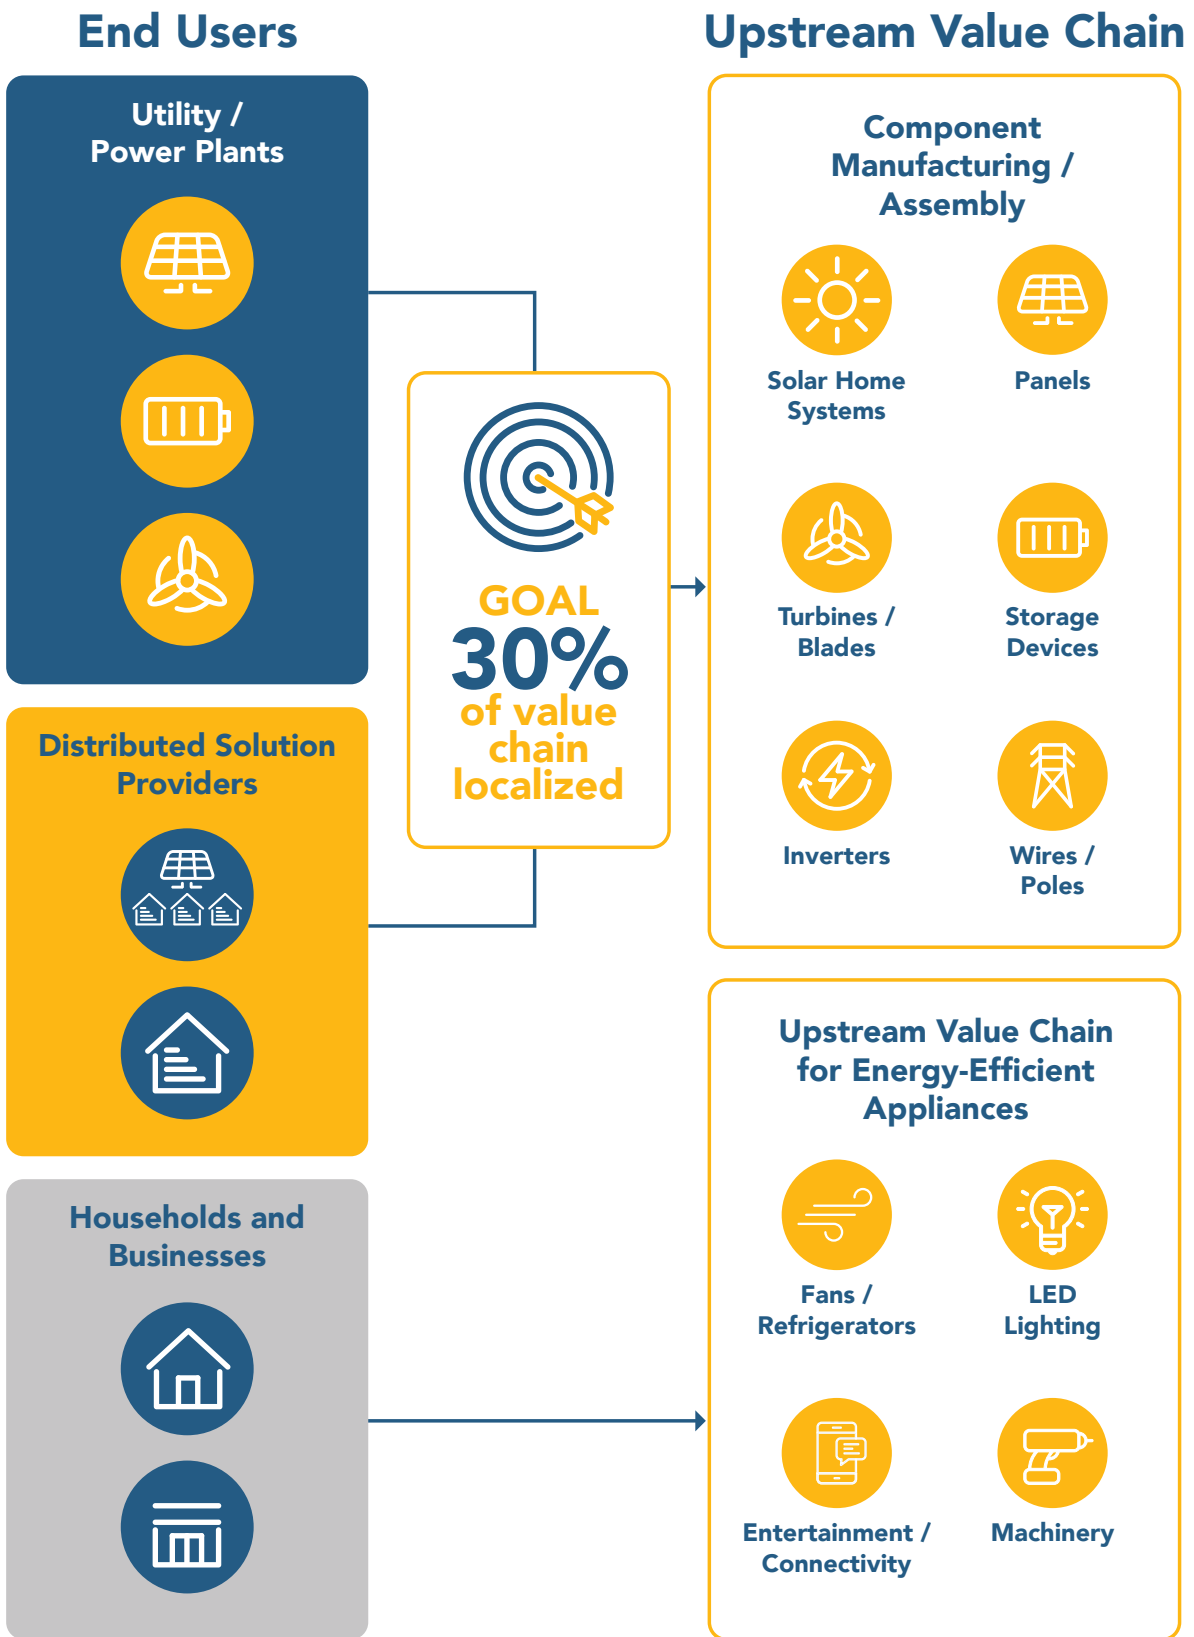 End Users
Utility /
Power Plants
Distributed Solution
Providers
Households and
Businesses
GOAL
30%
of value
chain
localized
Upstream Value Chain
Component
Manufacturing /
Assembly
Solar Home
Systems
Panels
Turbines /
Blades
Storage
Devices
Inverters
Wires /
Poles
Upstream Value Chain
for Energy-Efficient
Appliances
Fans /
Refrigerators
LED
Lighting
Entertainment /
Connectivity
Machinery